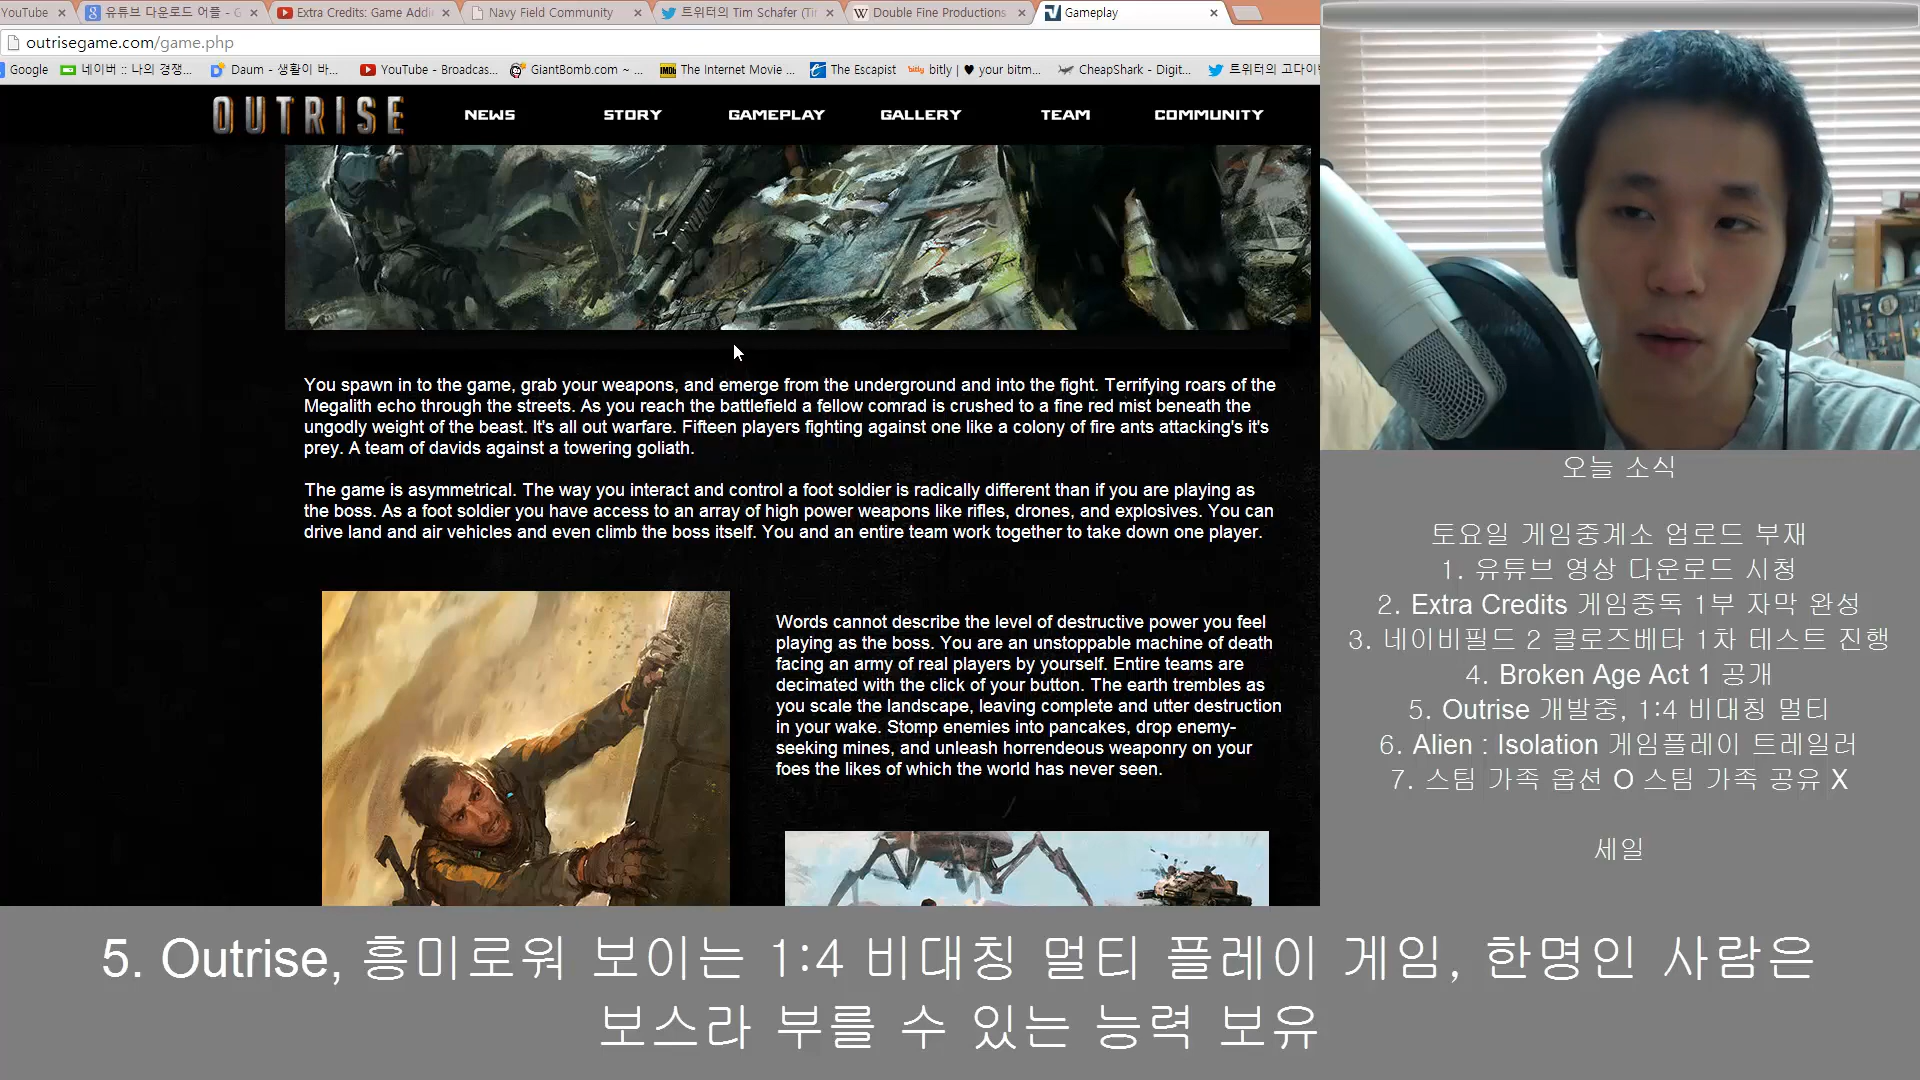 YouTube
유튜브 다운로드 어플 - G
Extra Credits: Game Addi
Navy Field Community
트위터의 Tim Schafer (Ti
Double Fine Productions
Gameplay
outrisegame.com/game.php
Google
네이버 :: 나의 경쟁...
Daum - 생활이 바...
YouTube - Broadcas...
GiantBomb.com ~ ...
The Internet Movie ...
The Escapist
bitly | ♥ your bitm...
CheapShark - Digit...
트위터의 고다이
OUTRISE
NEWS
STORY
GAMEPLAY
GALLERY
TEAM
COMMUNITY
You spawn in to the game, grab your weapons, and emerge from the underground and into the fight. Terrifying roars of the
Megalith echo through the streets. As you reach the battlefield a fellow comrad is crushed to a fine red mist beneath the
ungodly weight of the beast. It's all out warfare. Fifteen players fighting against one like a colony of fire ants attacking's it's
prey. A team of davids against a towering goliath.
The game is asymmetrical. The way you interact and control a foot soldier is radically different than if you are playing as
the boss. As a foot soldier you have access to an array of high power weapons like rifles, drones, and explosives. You can
drive land and air vehicles and even climb the boss itself. You and an entire team work together to take down one player.
Words cannot describe the level of destructive power you feel
playing as the boss. You are an unstoppable machine of death
facing an army of real players by yourself. Entire teams are
decimated with the click of your button. The earth trembles as
you scale the landscape, leaving complete and utter destruction
in your wake. Stomp enemies into pancakes, drop enemy-
seeking mines, and unleash horrendeous weaponry on your
foes the likes of which the world has never seen.
오늘 소식
토요일 게임중계소 업로드 부재
1. 유튜브 영상 다운로드 시청
2. Extra Credits 게임중독 1부 자막 완성
3. 네이비필드 2 클로즈베타 1차 테스트 진행
4. Broken Age Act 1 공개
5. Outrise 개발중, 1:4 비대칭 멀티
6. Alien : Isolation 게임플레이 트레일러
7. 스팀 가족 옵션 O 스팀 가족 공유 X
세일
5. Outrise, 흥미로워 보이는 1:4 비대칭 멀티 플레이 게임, 한명인 사람은
보스라 부를 수 있는 능력 보유